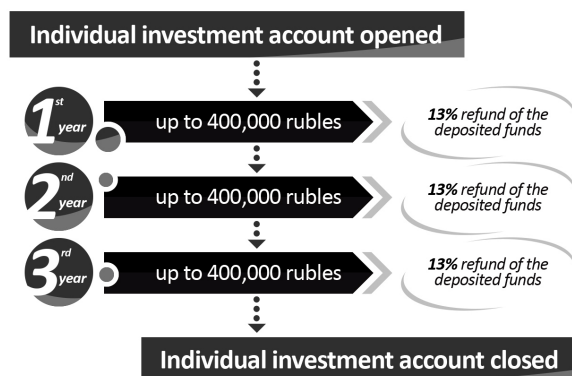 Individual investment account opened
1st year
up to 400,000 rubles
13% refund of the
deposited funds
2nd year
up to 400,000 rubles
13% refund of the
deposited funds
3rd year
up to 400,000 rubles
13% refund of the
deposited funds
Individual investment account closed